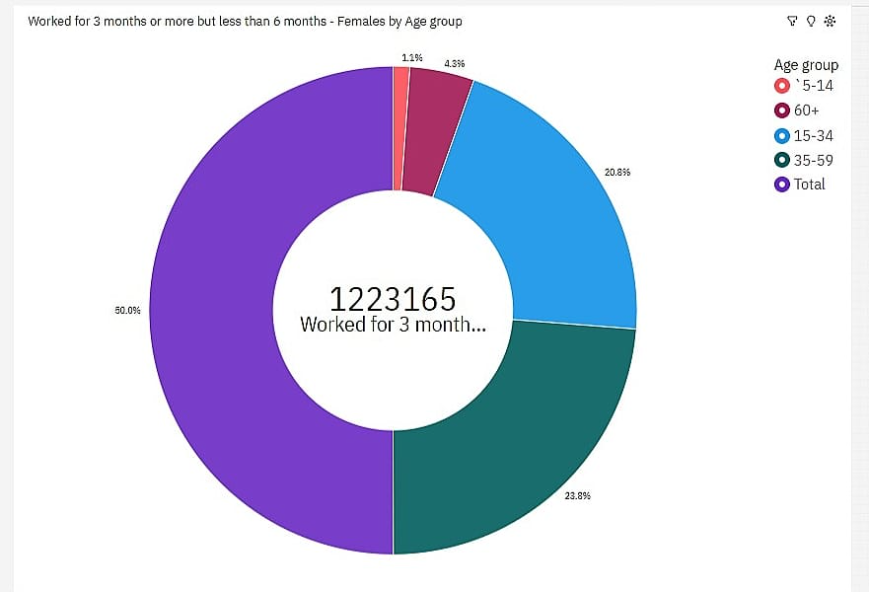 Worked for 3 months or more but less than 6 months - Females by Age group
1.1%
4.3%
Age group
`5-14
60+
15-34
35-59
Total
20.8%
50.0%
1223165
Worked for 3 month...
23.8%